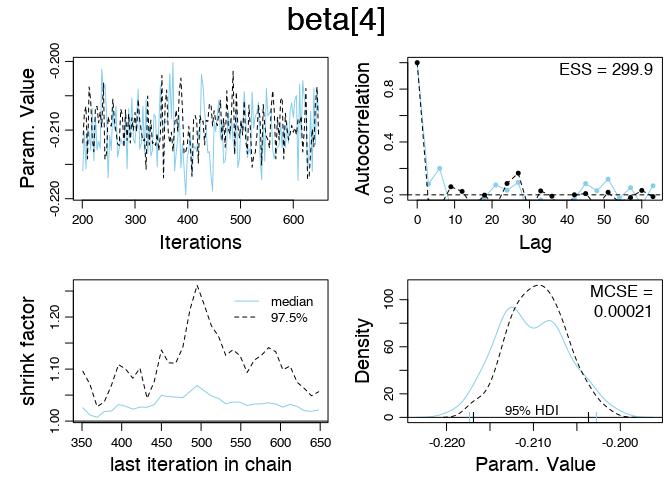 beta[4]
Param. Value
-0.220 -0.210 -0.200
200 300 400 500 600
Iterations
Autocorrelation
0.0 0.4 0.8
ESS = 299.9
0 10 20 30 40 50 60
Lag
shrink factor
1.00 1.10 1.20
median
97.5%
350 400 450 500 550 600 650
last iteration in chain
Density
0 20 60 100
MCSE =
0.00021
95% HDI
-0.220 -0.210 -0.200
Param. Value